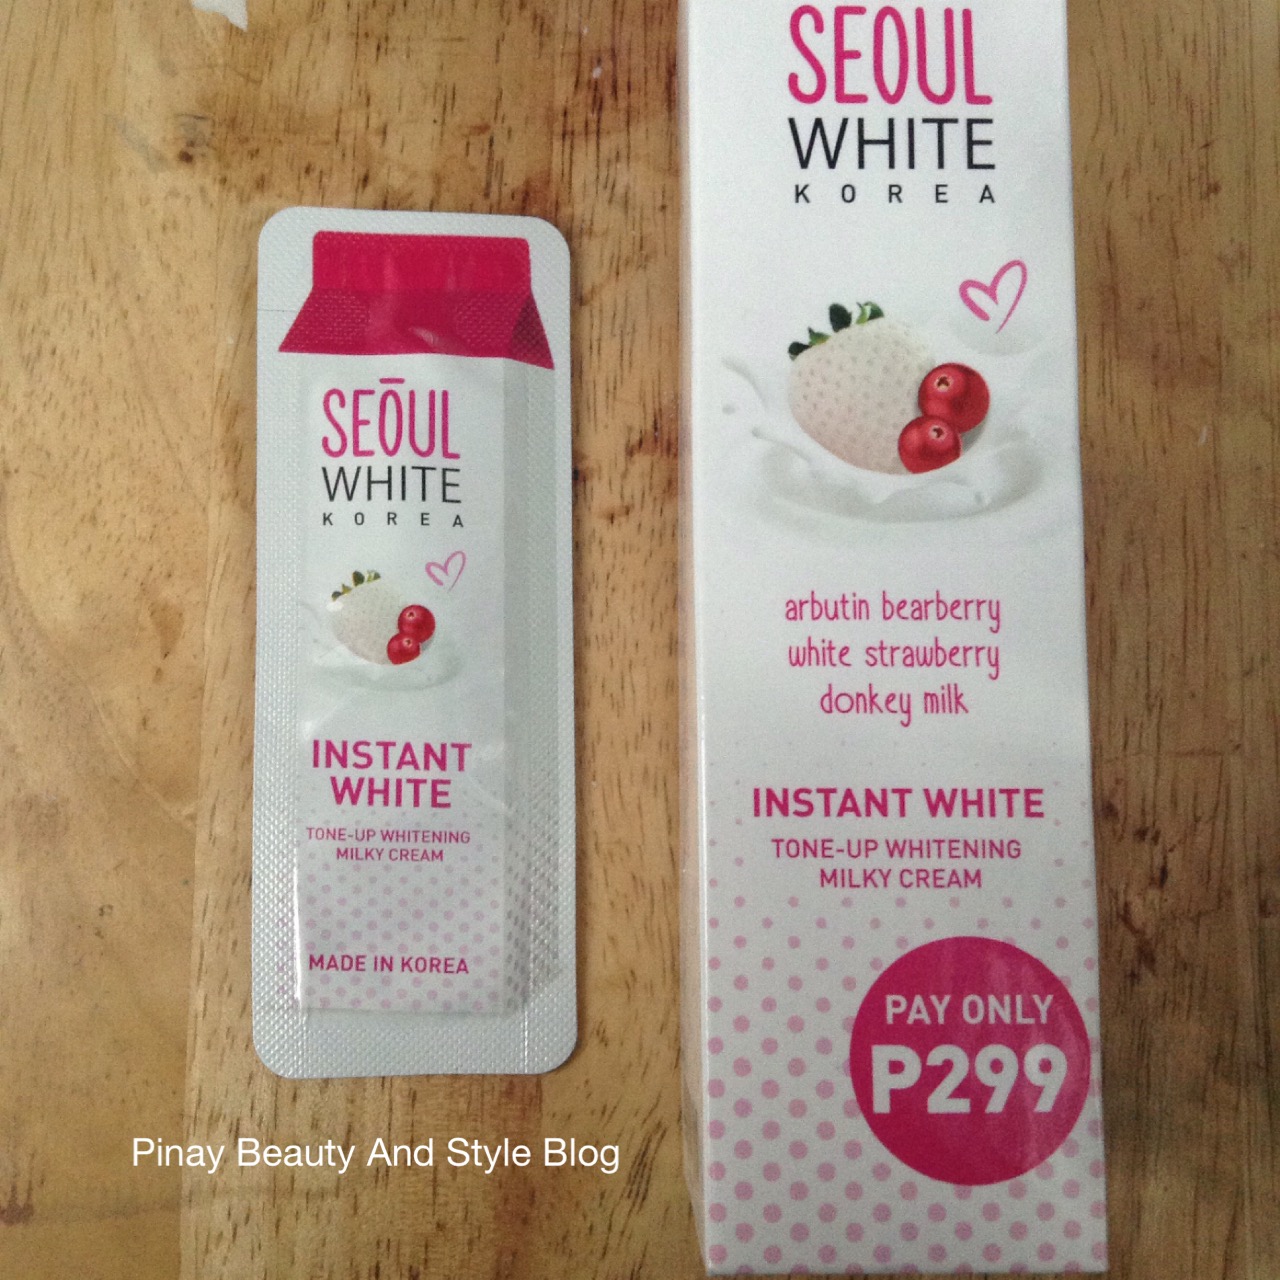 SEŌUL
WHITE
KOREA
INSTANT
WHITE
TONE-UP WHITENING
MILKY CREAM
MADE IN KOREA
SEOUL
WHITE
KOREA
arbutin bearberry
white strawberry
donkey milk
INSTANT WHITE
TONE-UP WHITENING
MILKY CREAM
PAY ONLY
P299
Pinay Beauty And Style Blog